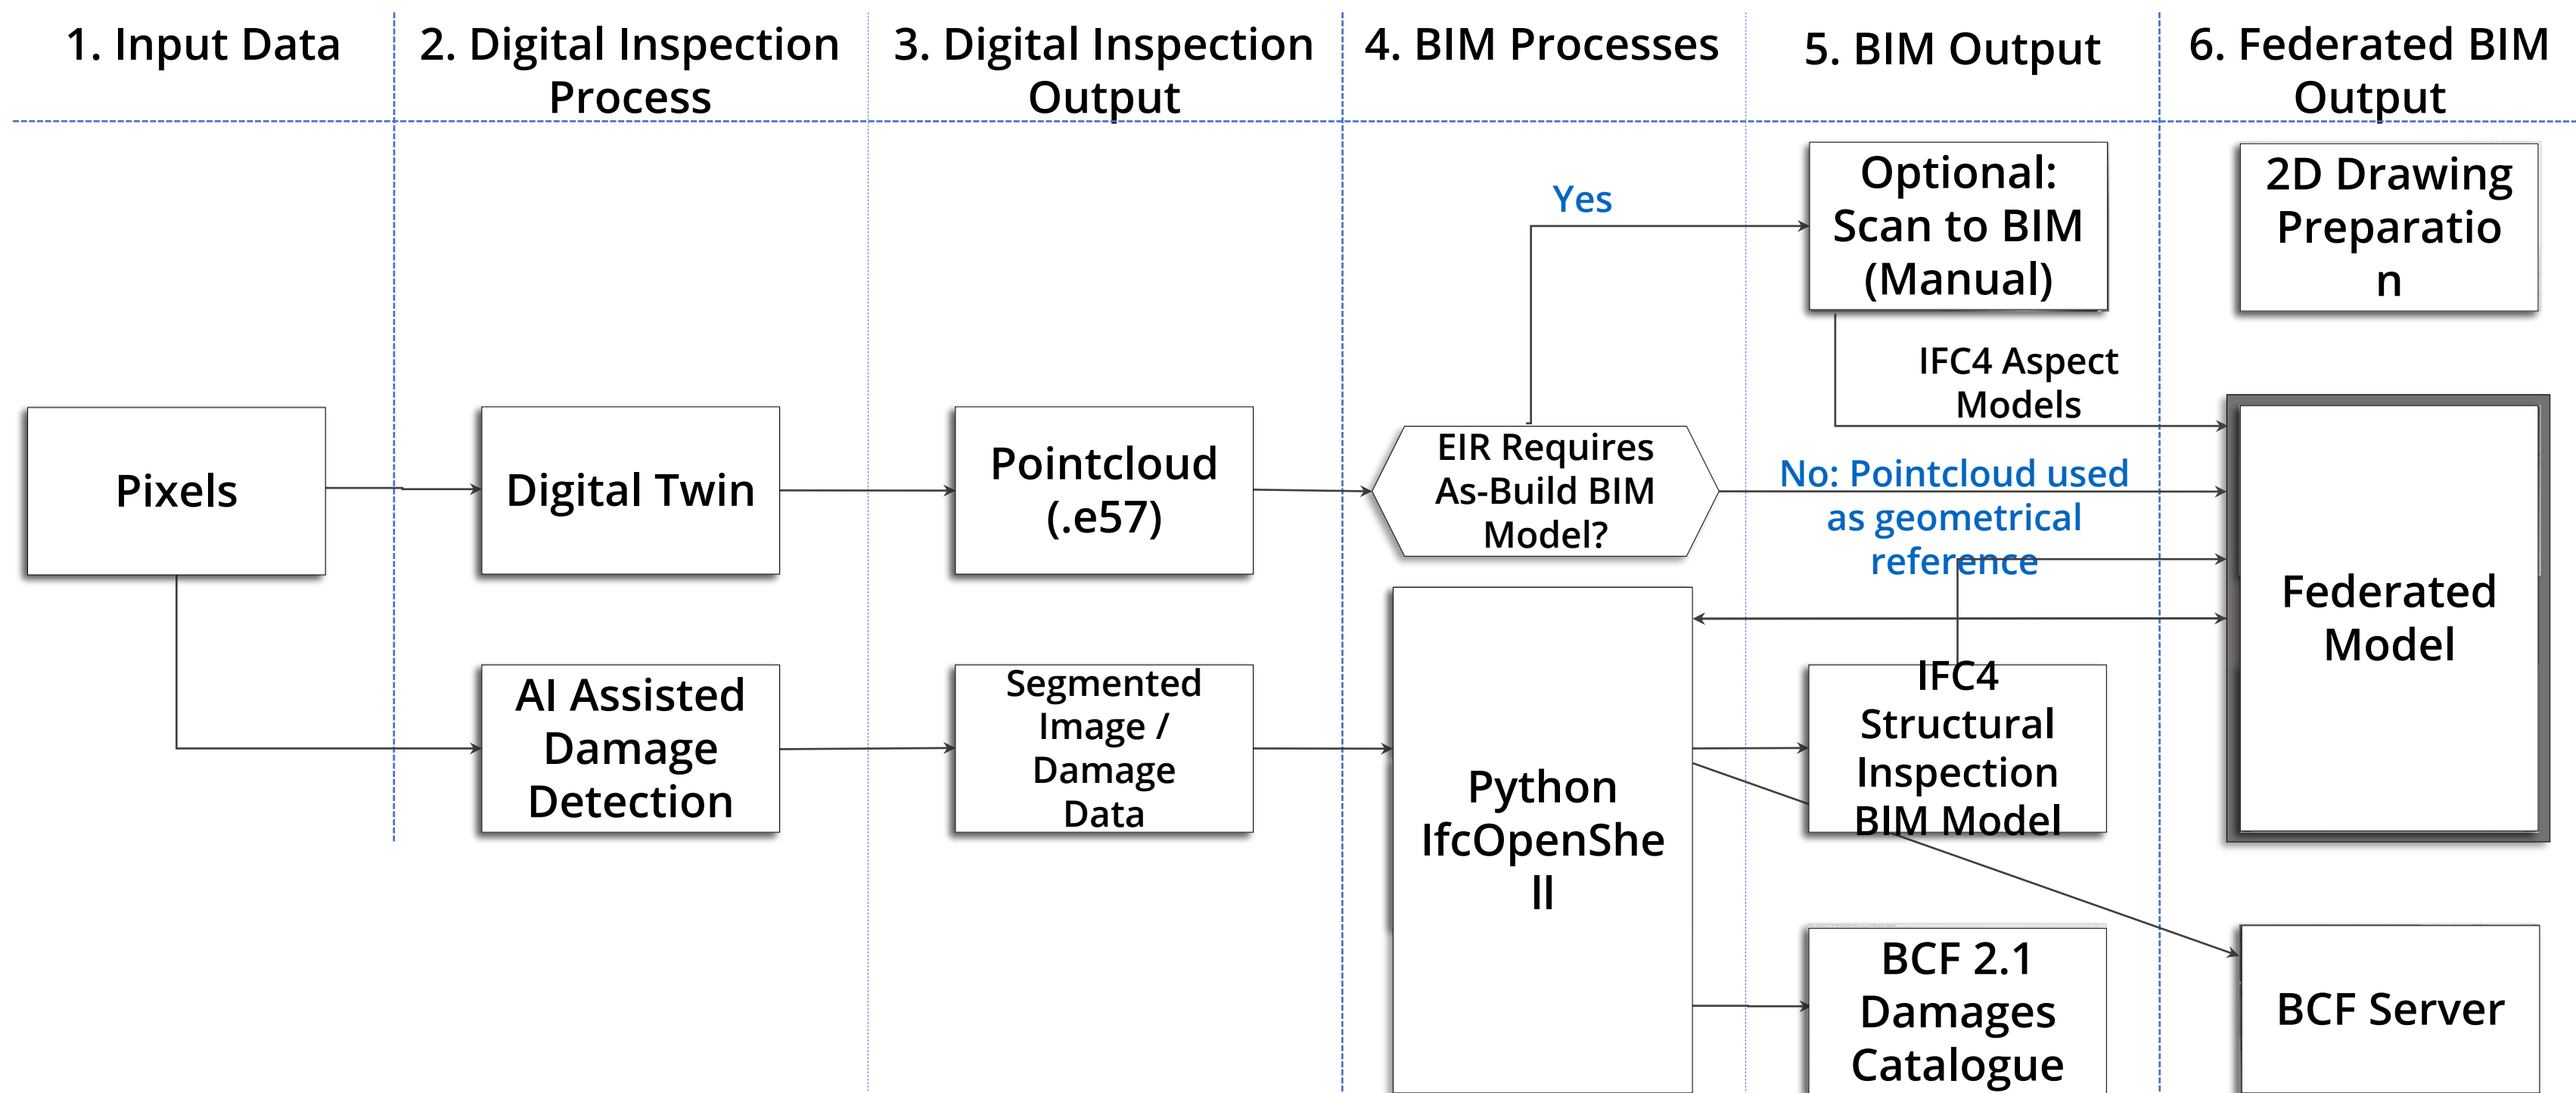 1. Input Data
2. Digital Inspection
Process
3. Digital Inspection
Output
4. BIM Processes
5. BIM Output
6. Federated BIM
Output
Yes
Optional:
Scan to BIM
(Manual)
2D Drawing
Preparatio
n
IFC4 Aspect
Models
Pixels
Digital Twin
Pointcloud
(.e57)
EIR Requires
As-Build BIM
Model?
No: Pointcloud used
as geometrical
reference
Federated
Model
AI Assisted
Damage
Detection
Segmented
Image /
Damage
Data
Python
IfcOpenShe
ll
IFC4
Structural
Inspection
BIM Model
BCF 2.1
Damages
Catalogue
BCF Server